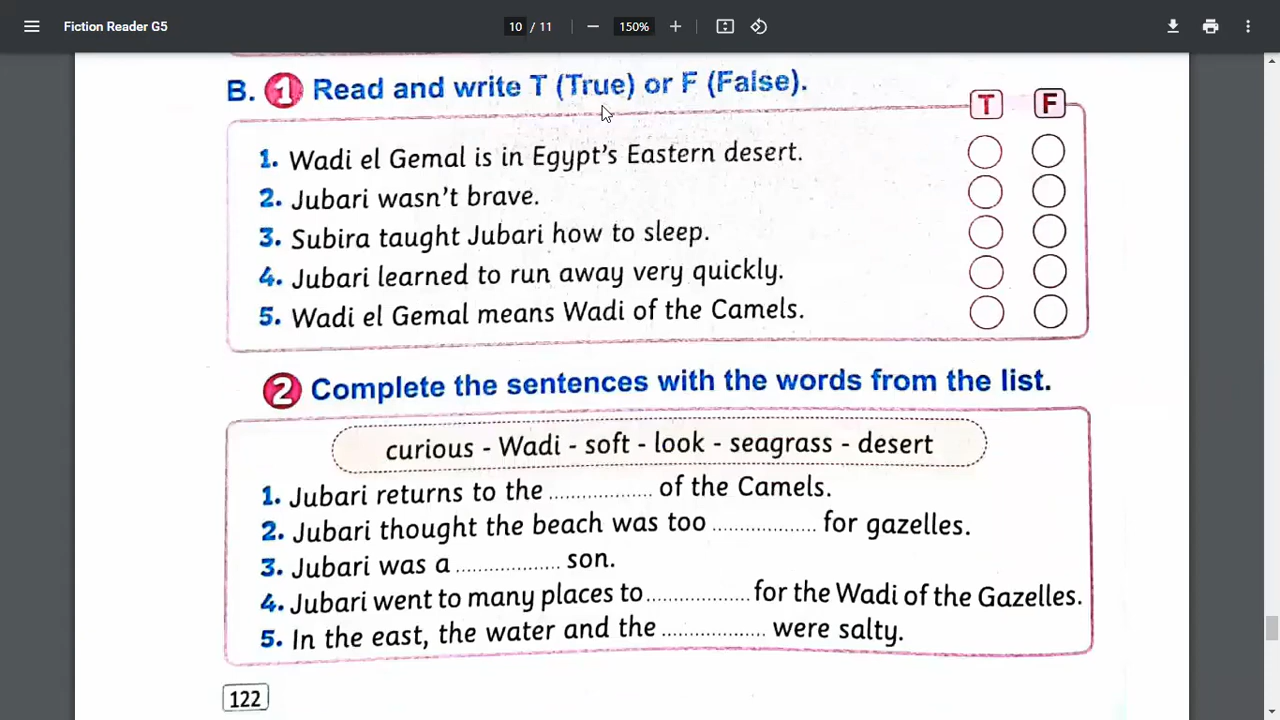 Fiction Reader G5
10 / 11
150%
B. 1 Read and write T (True) or F (False).
T F
1. Wadi el Gemal is in Egypt's Eastern desert.
2. Jubari wasn't brave.
3. Subira taught Jubari how to sleep.
4. Jubari learned to run away very quickly.
5. Wadi el Gemal means Wadi of the Camels.
2 Complete the sentences with the words from the list.
curious - Wadi - soft - look - seagrass - desert
1. Jubari returns to the .................. of the Camels.
2. Jubari thought the beach was too .................. for gazelles.
3. Jubari was a .................. son.
4. Jubari went to many places to .................. for the Wadi of the Gazelles.
5. In the east, the water and the .................. were salty.
122